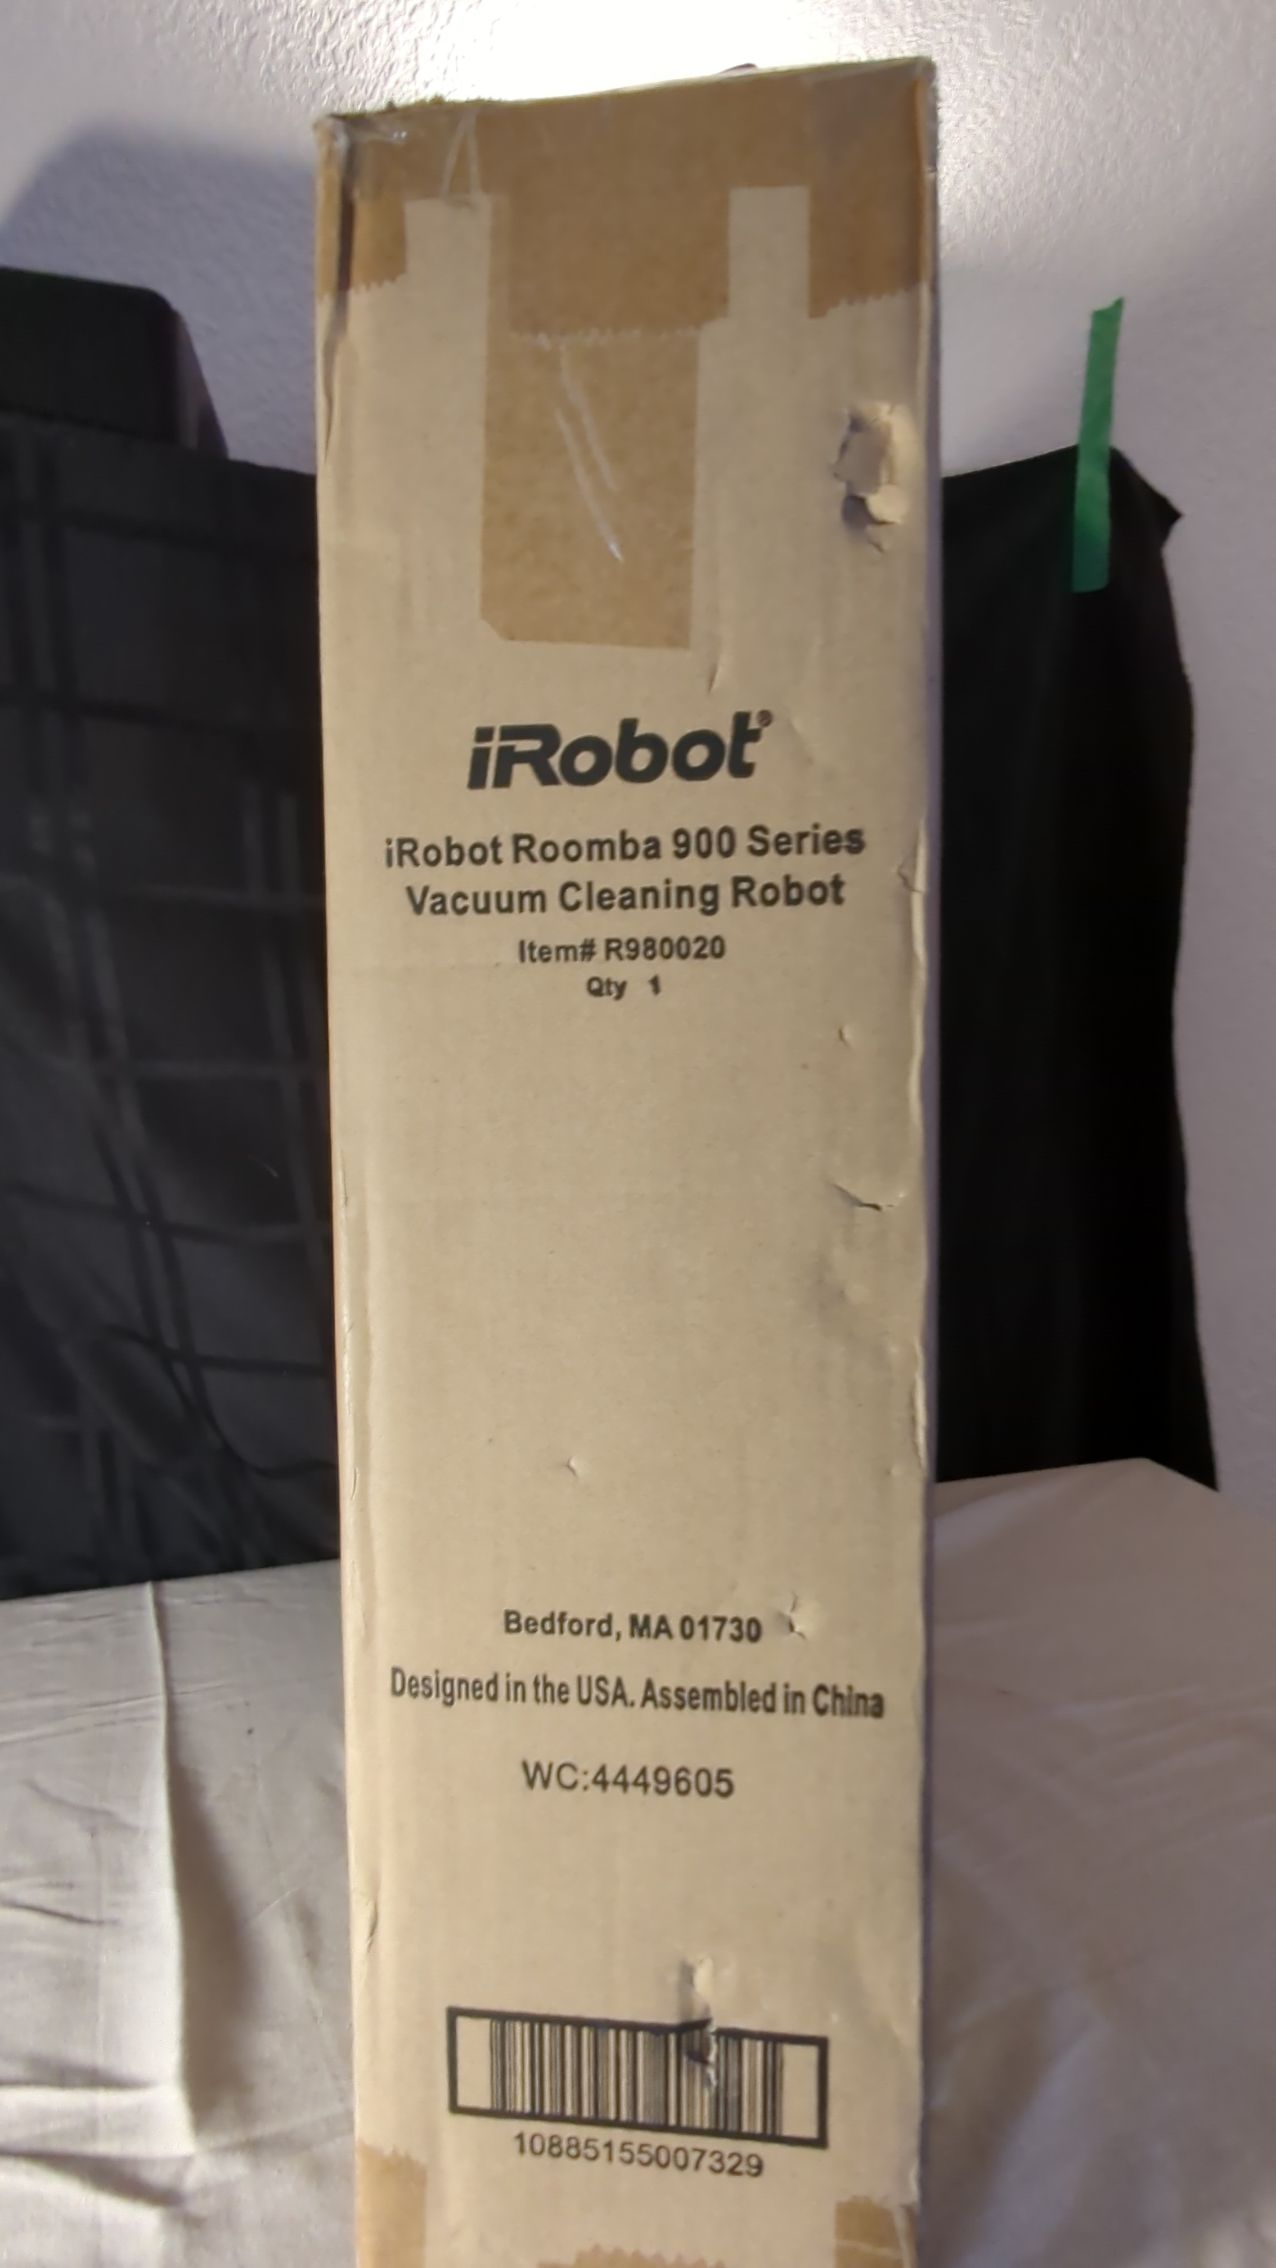 iRobot®
iRobot Roomba 900 Series
Vacuum Cleaning Robot
Item# R980020
Qty 1
Bedford, MA 01730
Designed in the USA. Assembled in China
WC:4449605
10885155007329